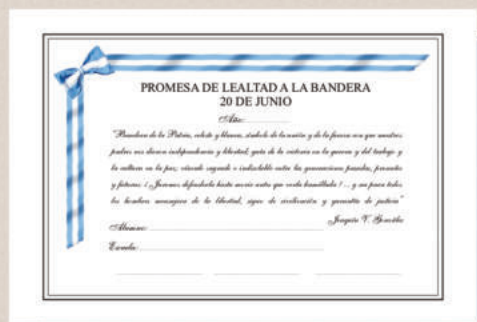 PROMESA DE LEALTAD A LA BANDERA
20 DE JUNIO
Año:
"Bandera de la Patria, celeste y blanca, símbolo de la unión y de la fuerza con que nuestros
padres nos dieron independencia y libertad; guía de la victoria en la guerra y del trabajo y
la cultura en la paz; vínculo sagrado e indisoluble entre las generaciones pasadas, presentes
y futuras: ¡Juremos defenderla hasta morir antes que verla humillada! ... y sea para todos
los hombres mensajera de la libertad, signo de civilización y garantía de justicia"
Joaquín V. González
Alumno:
Escuela: